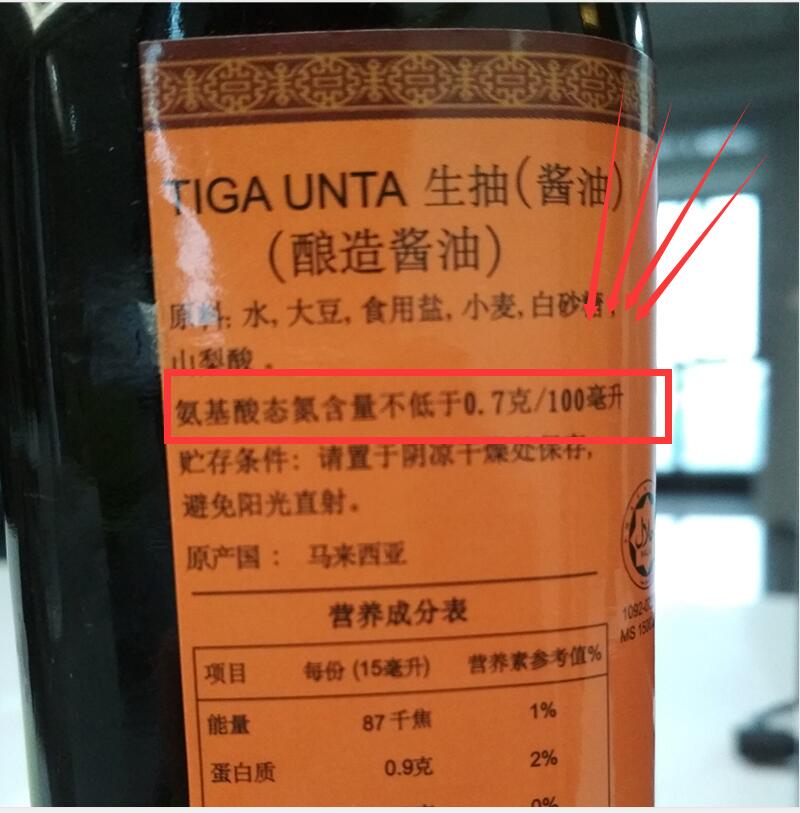 TIGA UNTA 生抽(酱油)
(酿造酱油)
原料: 水, 大豆, 食用盐, 小麦, 白砂糖,
山梨酸。
氨基酸态氮含量不低于0.7克/100毫升
贮存条件: 请置于阴凉干燥处保存,
避免阳光直射。
原产国: 马来西亚
营养成分表
项目 每份 (15毫升) 营养素参考值%
能量 87 千焦 1%
蛋白质 0.9克 2%
0%
1092-0
MS 1500